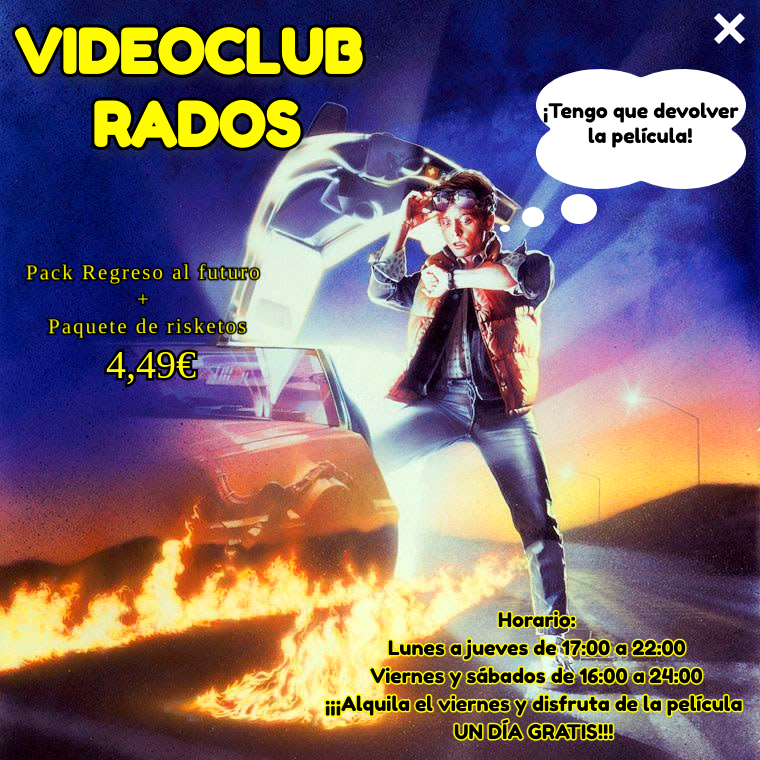 VIDEOCLUB
RADOS
¡Tengo que devolver
la película!
Pack Regreso al futuro
+
Paquete de risketos
4,49€
Horario:
Lunes a jueves de 17:00 a 22:00
Viernes y sábados de 16:00 a 24:00
¡¡¡Alquila el viernes y disfruta de la película
UN DÍA GRATIS!!!